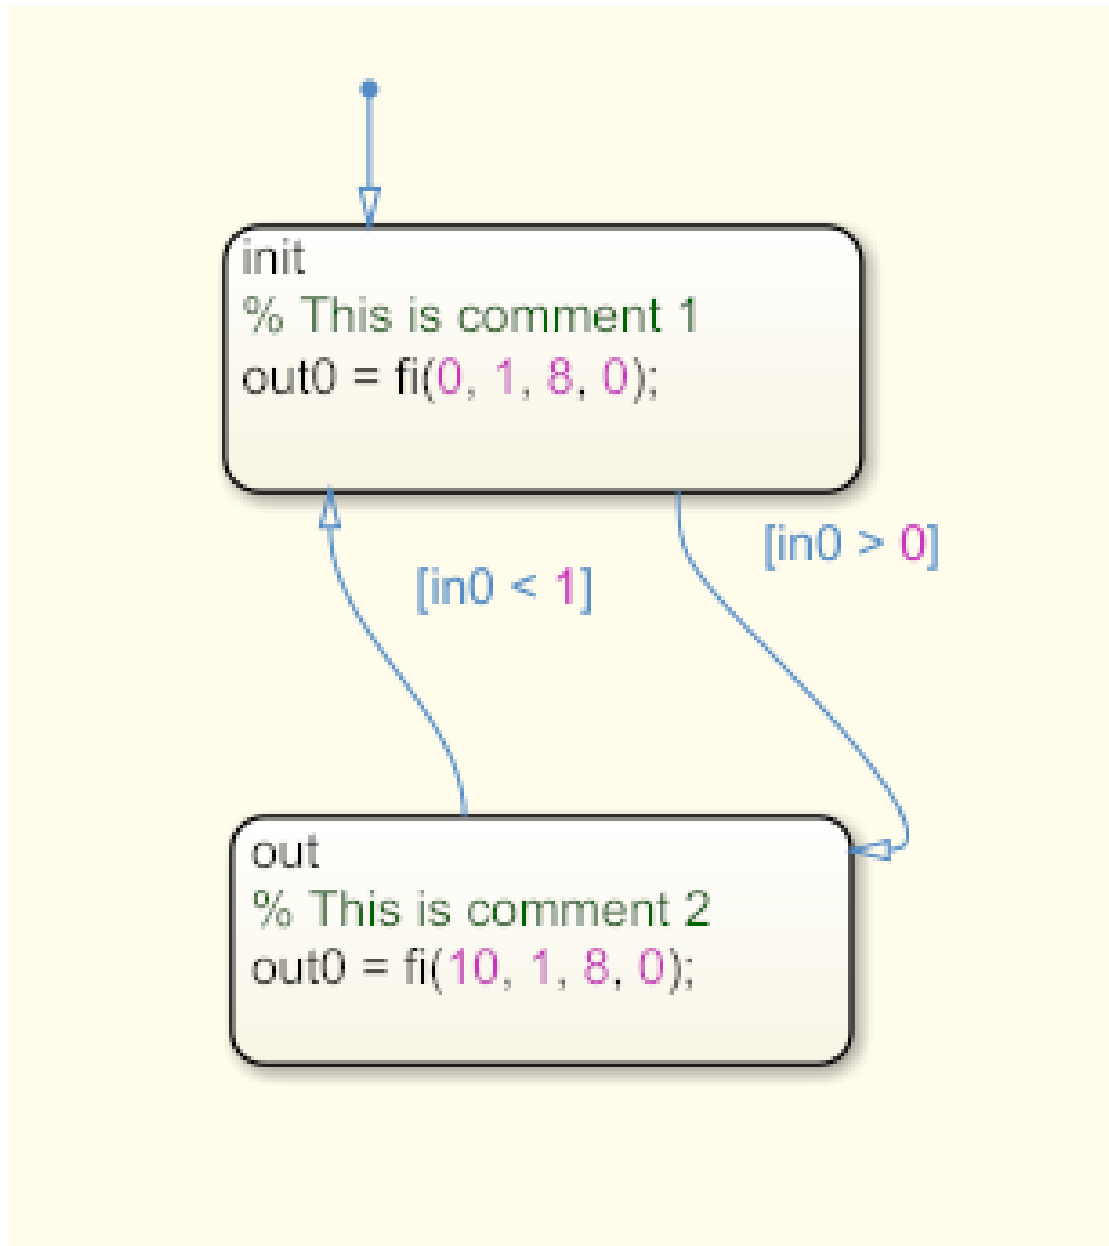 init
% This is comment 1
out0 = fi(0, 1, 8, 0);
[in0 > 0]
[in0 < 1]
out
% This is comment 2
out0 = fi(10, 1, 8, 0);